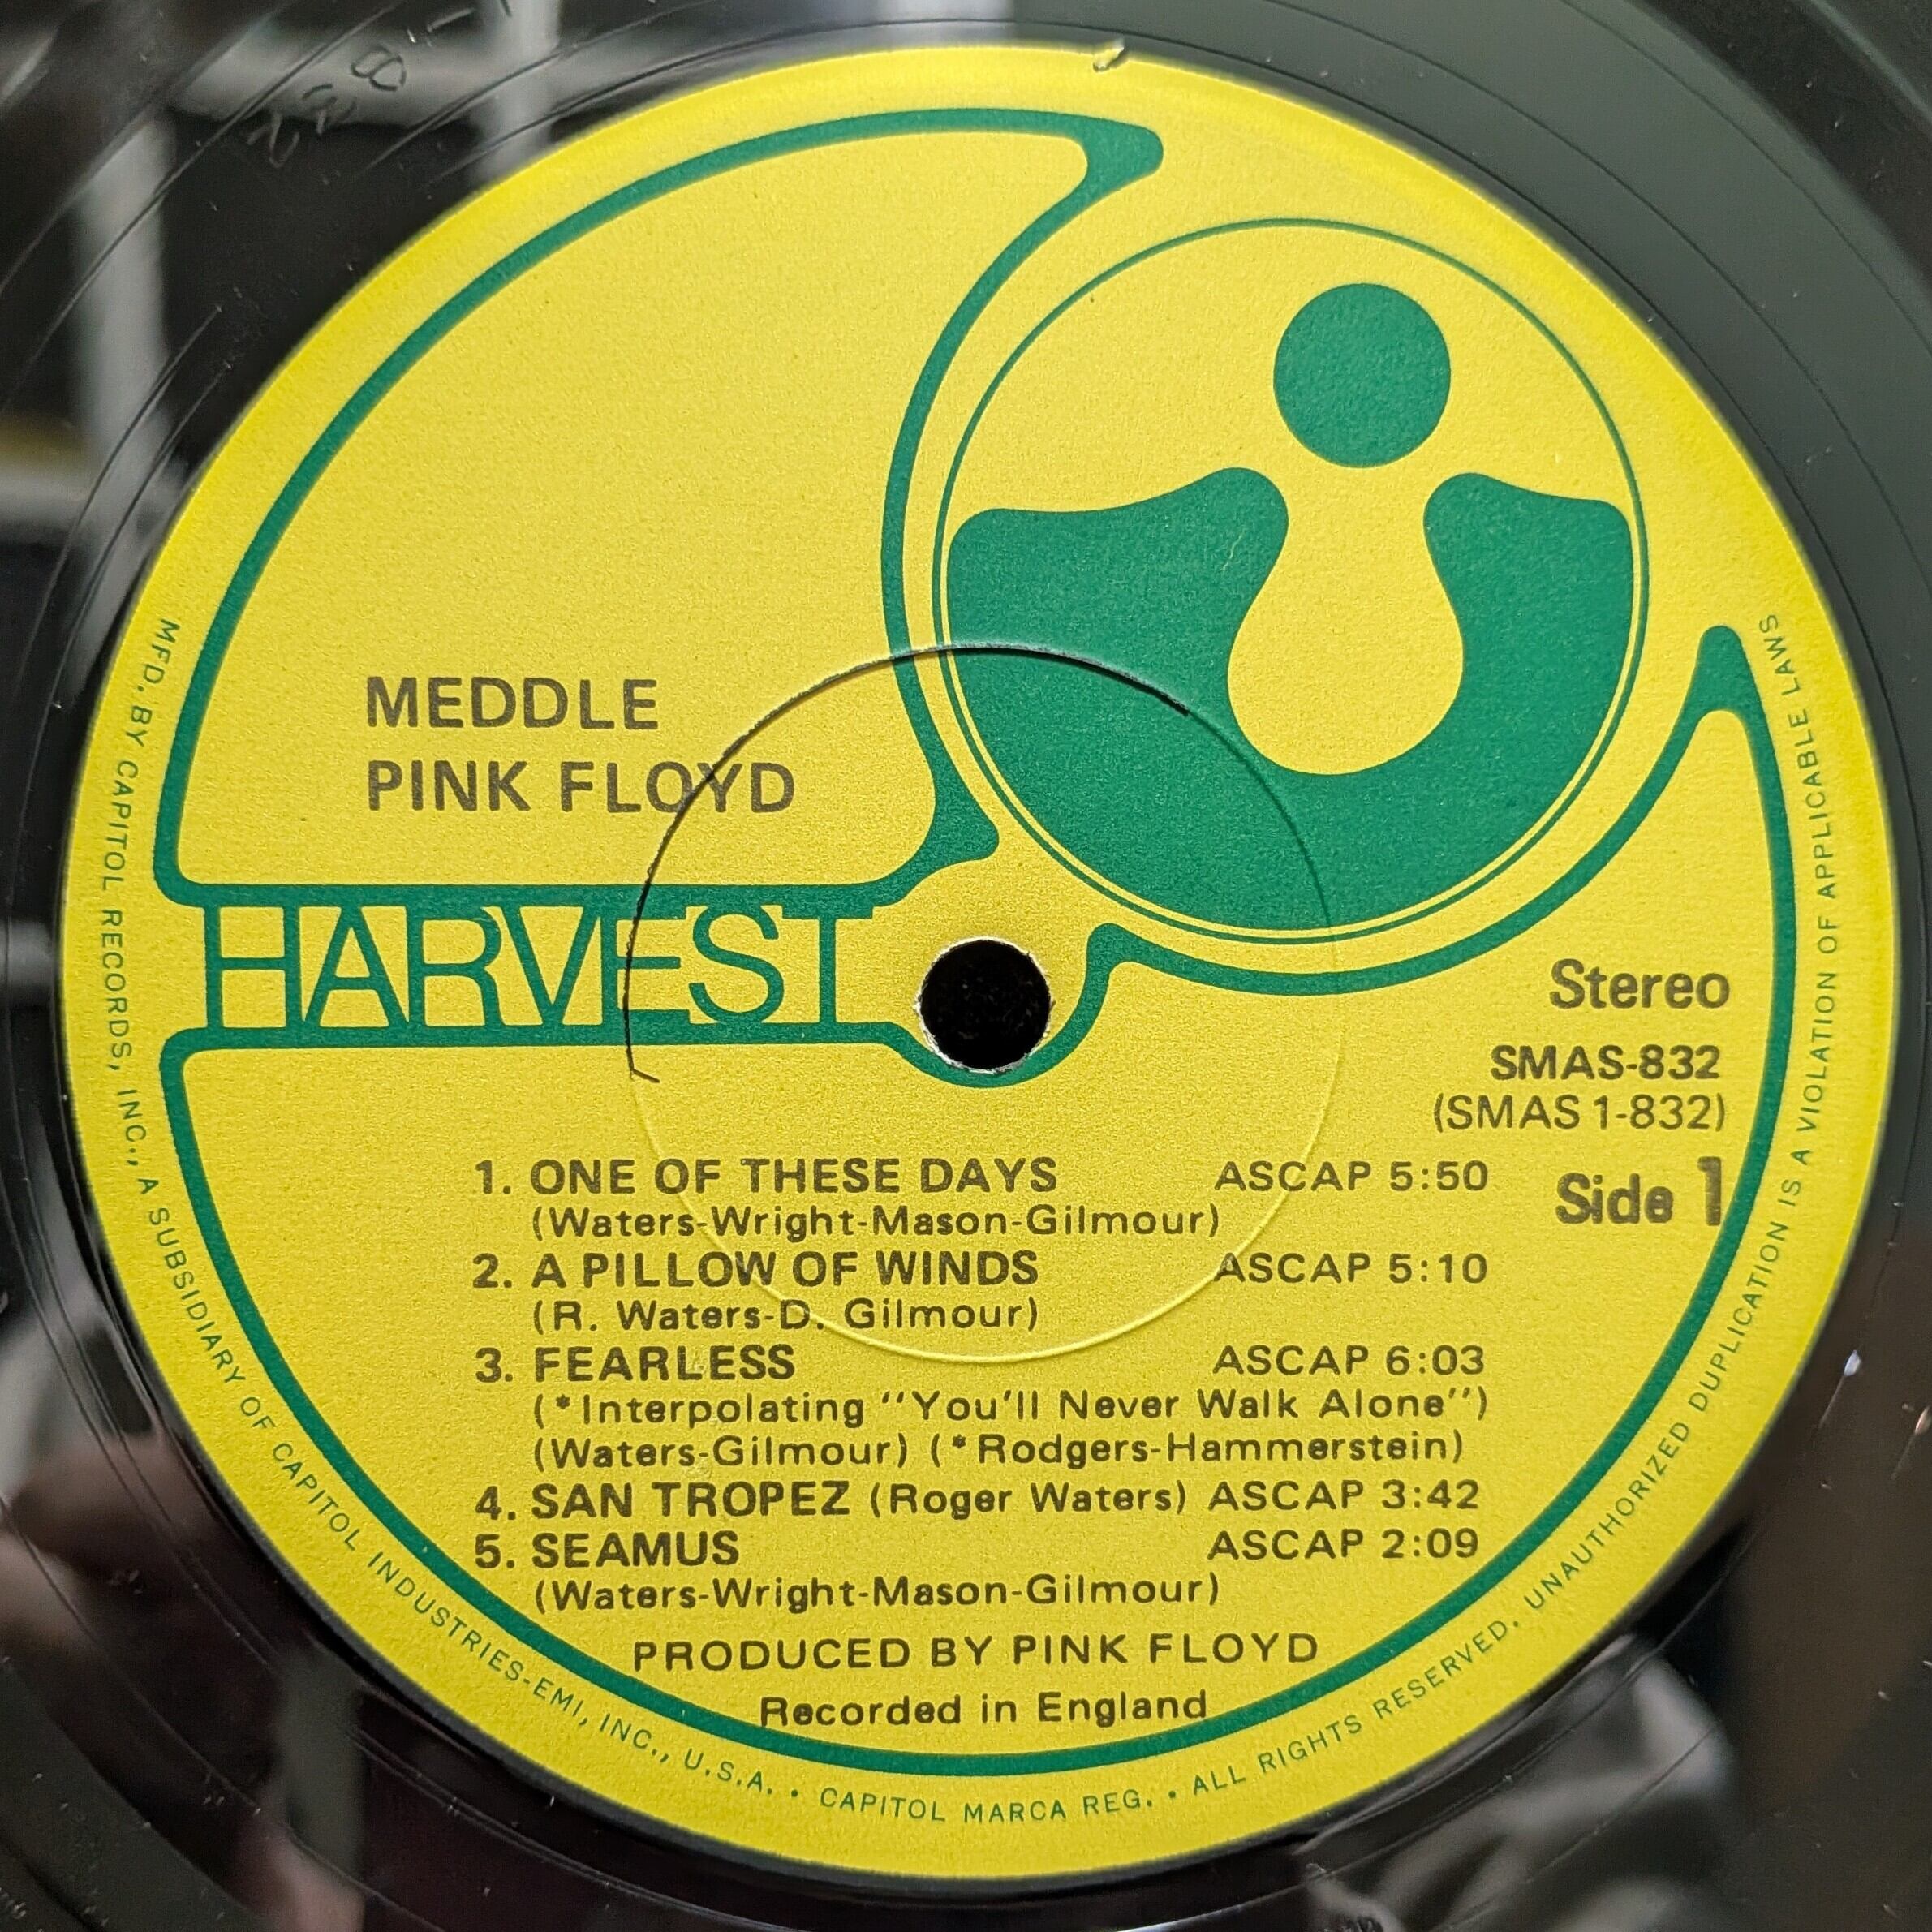 MEDDLE
PINK FLOYD
HARVEST
Stereo
SMAS-832
(SMAS 1-832)
Side 1
1. ONE OF THESE DAYS ASCAP 5:50
(Waters-Wright-Mason-Gilmour)
2. A PILLOW OF WINDS ASCAP 5:10
(R. Waters-D. Gilmour)
3. FEARLESS ASCAP 6:03
(*Interpolating "You'll Never Walk Alone")
(Waters-Gilmour) (*Rodgers-Hammerstein)
4. SAN TROPEZ (Roger Waters) ASCAP 3:42
5. SEAMUS ASCAP 2:09
(Waters-Wright-Mason-Gilmour)
PRODUCED BY PINK FLOYD
Recorded in England
MFD. BY CAPITOL RECORDS, INC., A SUBSIDIARY OF CAPITOL INDUSTRIES-EMI, INC., U.S.A. • CAPITOL MARCA REG. • ALL RIGHTS RESERVED. UNAUTHORIZED DUPLICATION IS A VIOLATION OF APPLICABLE LAWS